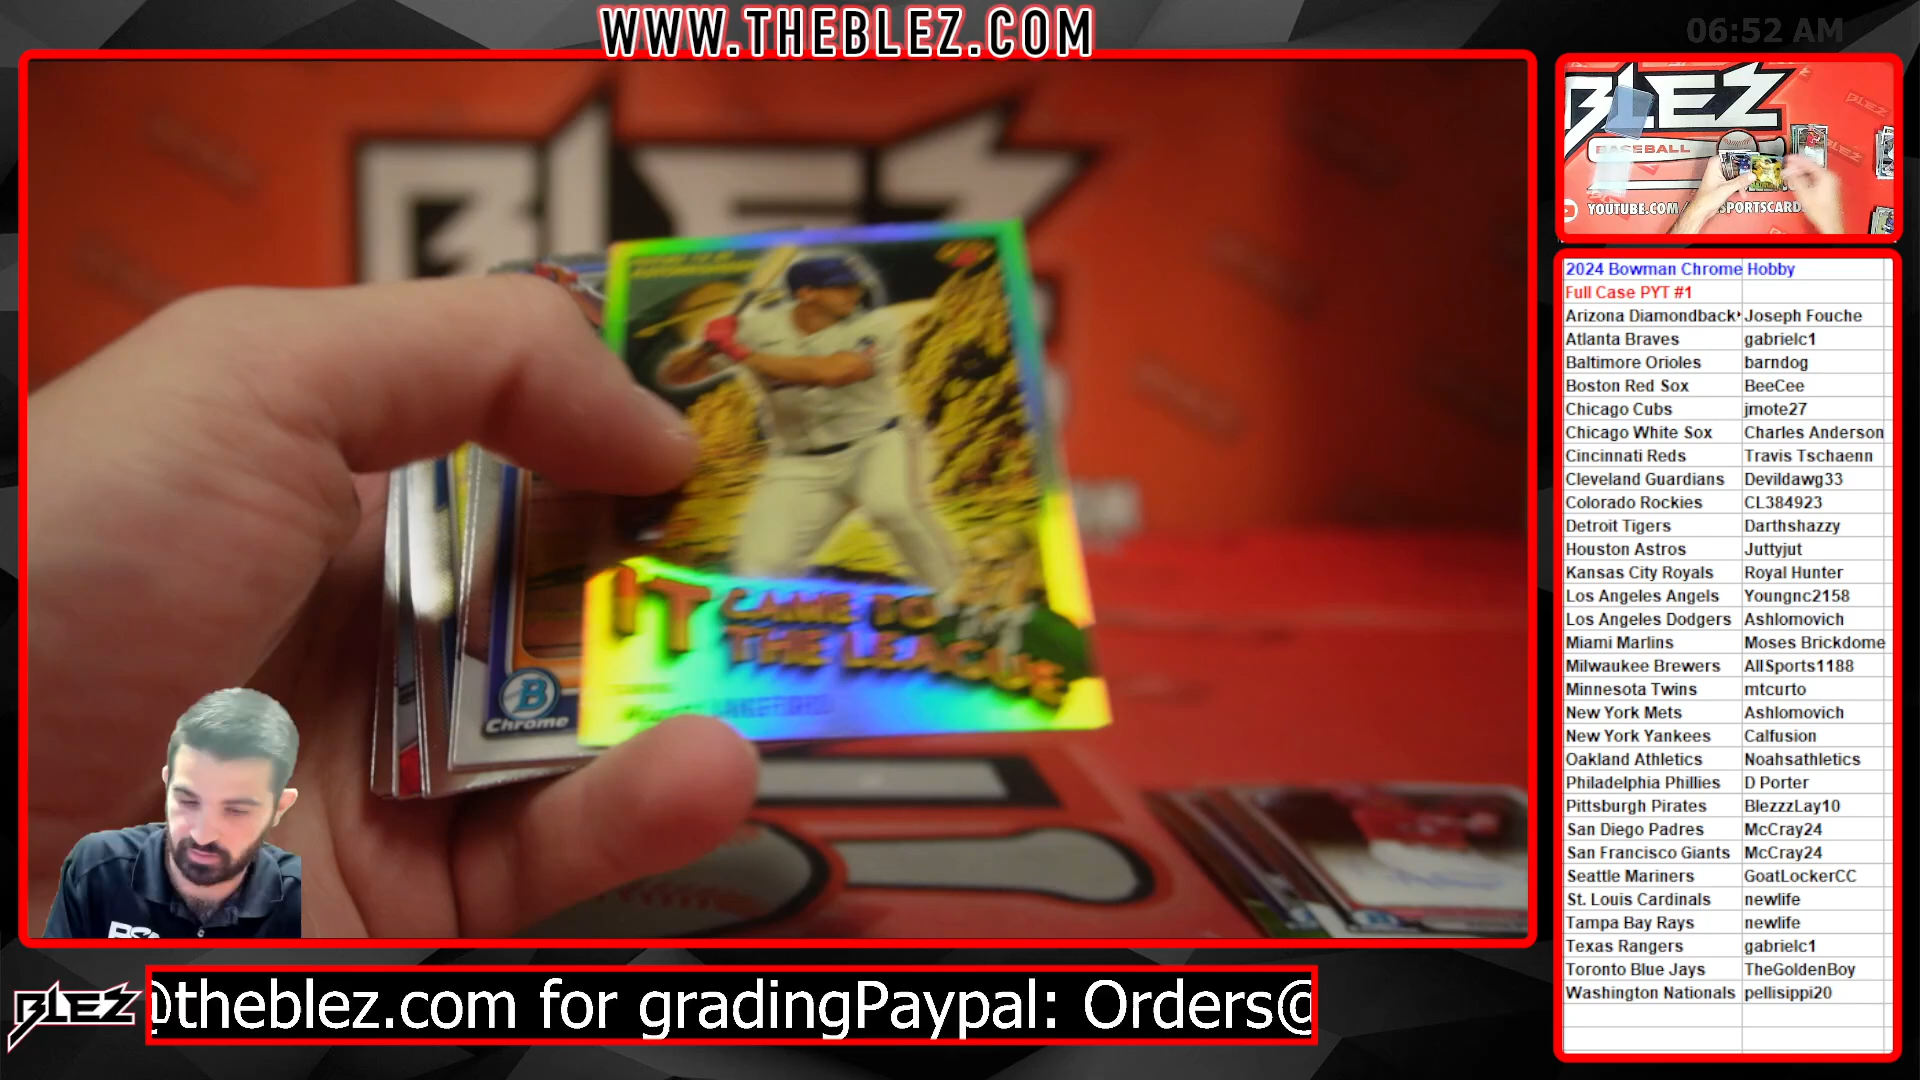 WWW.THEBLEZ.COM
06:52 AM
BLEZ
IT CAME TO
THE LEAGUE
B
Chrome
BLEZ
BLEZ
BASEBALL
YOUTUBE.COM/
SPORTSCARD
2024 Bowman Chrome Hobby
Full Case PYT #1
Arizona Diamondback Joseph Fouche
Atlanta Braves gabrielc1
Baltimore Orioles barndog
Boston Red Sox BeeCee
Chicago Cubs jmote27
Chicago White Sox Charles Anderson
Cincinnati Reds Travis Tschaenn
Cleveland Guardians Devildawg33
Colorado Rockies CL384923
Detroit Tigers Darthshazzy
Houston Astros Juttyjut
Kansas City Royals Royal Hunter
Los Angeles Angels Youngnc2158
Los Angeles Dodgers Ashlomovich
Miami Marlins Moses Brickdome
Milwaukee Brewers AllSports1188
Minnesota Twins mtcurto
New York Mets Ashlomovich
New York Yankees Calfusion
Oakland Athletics Noahsathletics
Philadelphia Phillies D Porter
Pittsburgh Pirates BlezzzLay10
San Diego Padres McCray24
San Francisco Giants McCray24
Seattle Mariners GoatLockerCC
St. Louis Cardinals newlife
Tampa Bay Rays newlife
Texas Rangers gabrielc1
Toronto Blue Jays TheGoldenBoy
Washington Nationals pellisippi20
BLEZ
@theblez.com for gradingPaypal: Orders@